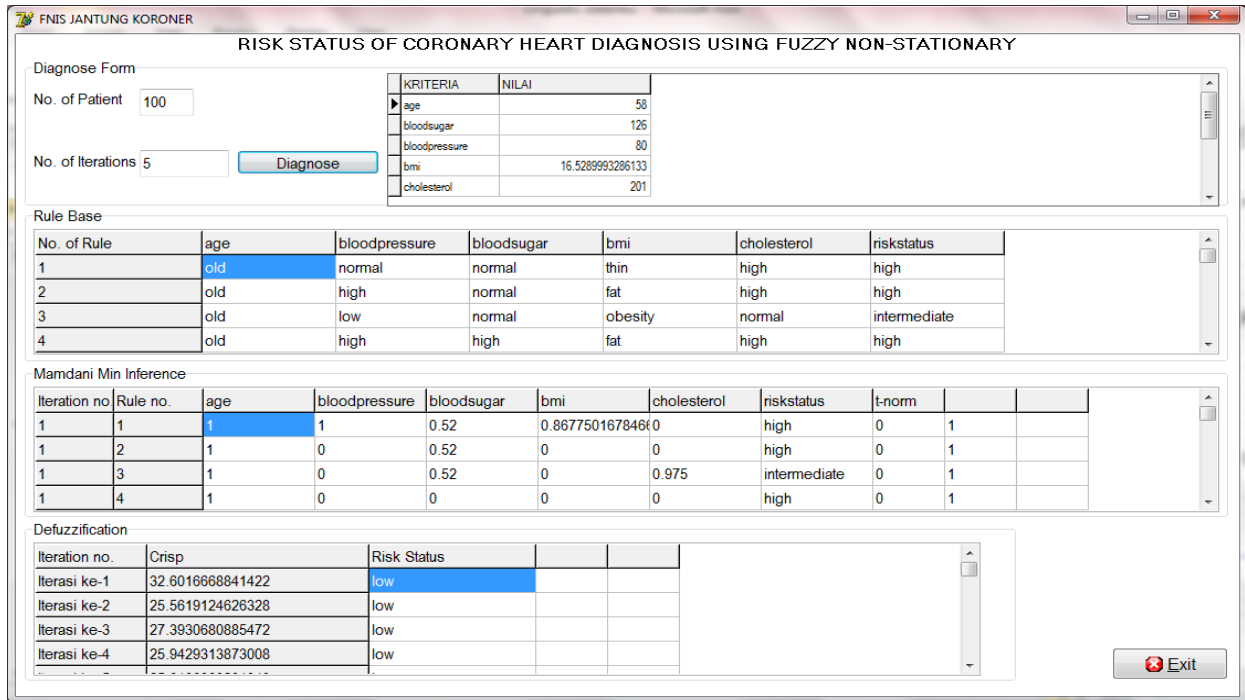 FNIS JANTUNG KORONER
RISK STATUS OF CORONARY HEART DIAGNOSIS USING FUZZY NON-STATIONARY
Diagnose Form
No. of Patient 100
No. of Iterations 5 Diagnose
KRITERIA NILAI
age 58
bloodsugar 126
bloodpressure 80
bmi 16.5289993286133
cholesterol 201
Rule Base
No. of Rule age bloodpressure bloodsugar bmi cholesterol riskstatus
1 old normal normal thin high high
2 old high normal fat high high
3 old low normal obesity normal intermediate
4 old high high fat high high
Mamdani Min Inference
Iteration no Rule no. age bloodpressure bloodsugar bmi cholesterol riskstatus t-norm
1 1 1 1 0.52 0.8677501678466 0 high 0 1
1 2 1 0 0.52 0 0 high 0 1
1 3 1 0 0.52 0 0.975 intermediate 0 1
1 4 1 0 0 0 0 high 0 1
Defuzzification
Iteration no. Crisp Risk Status
Iterasi ke-1 32.6016668841422 low
Iterasi ke-2 25.5619124626328 low
Iterasi ke-3 27.3930680885472 low
Iterasi ke-4 25.9429313873008 low
Exit